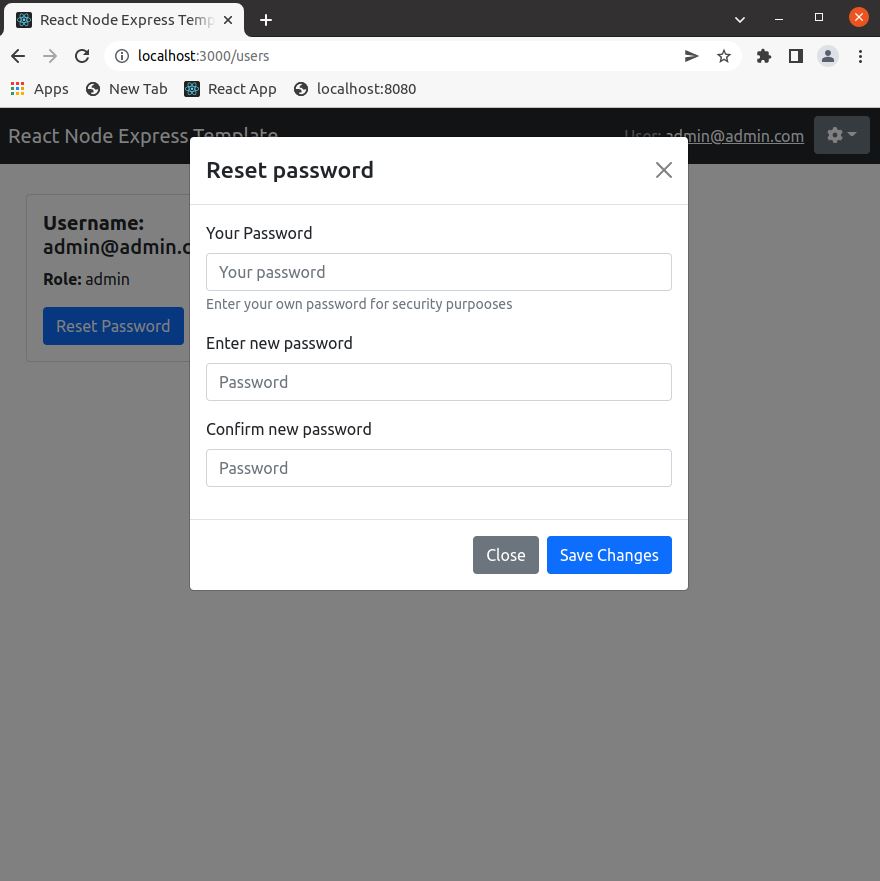 React Node Express Temp
localhost:3000/users
Apps
New Tab
React App
localhost:8080
React Node Express Template
User: admin@admin.com
Reset password
Username:
admin@admin.c
Role: admin
Reset Password
Your Password
Your password
Enter your own password for security purpooses
Enter new password
Password
Confirm new password
Password
Close
Save Changes